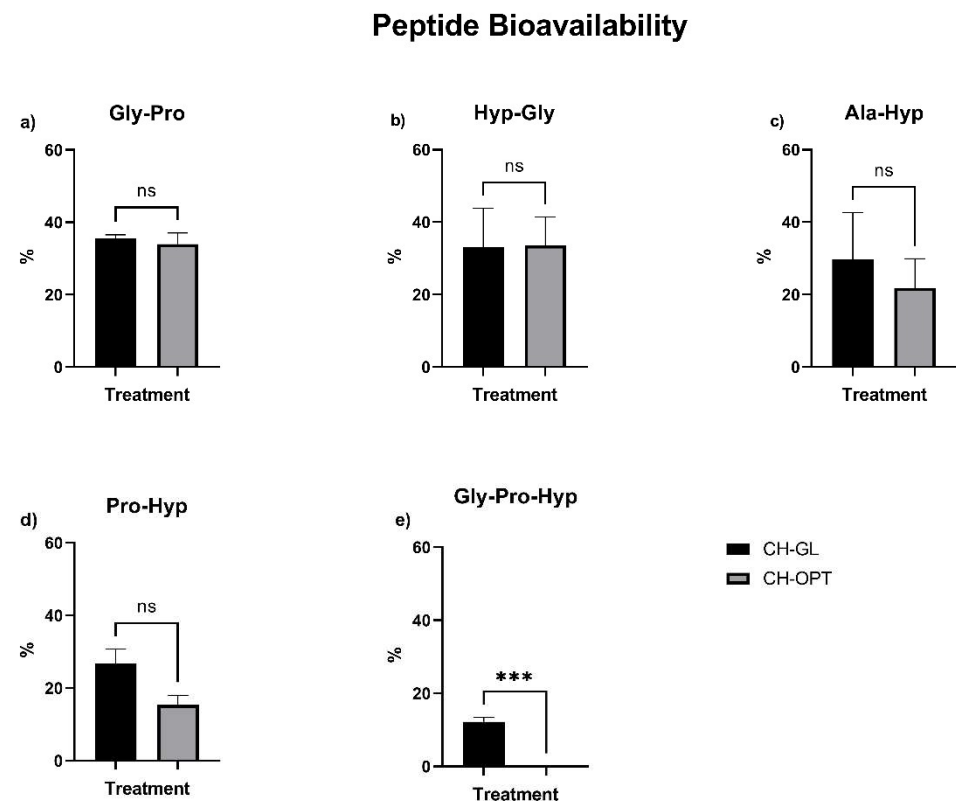 Peptide Bioavailability
a)
Gly-Pro
60
40
20
0
%
ns
Treatment
b)
Hyp-Gly
60
40
20
0
%
ns
Treatment
c)
Ala-Hyp
60
40
20
0
%
ns
Treatment
d)
Pro-Hyp
60
40
20
0
%
ns
Treatment
e)
Gly-Pro-Hyp
60
40
20
0
%
***
Treatment
CH-GL
CH-OPT